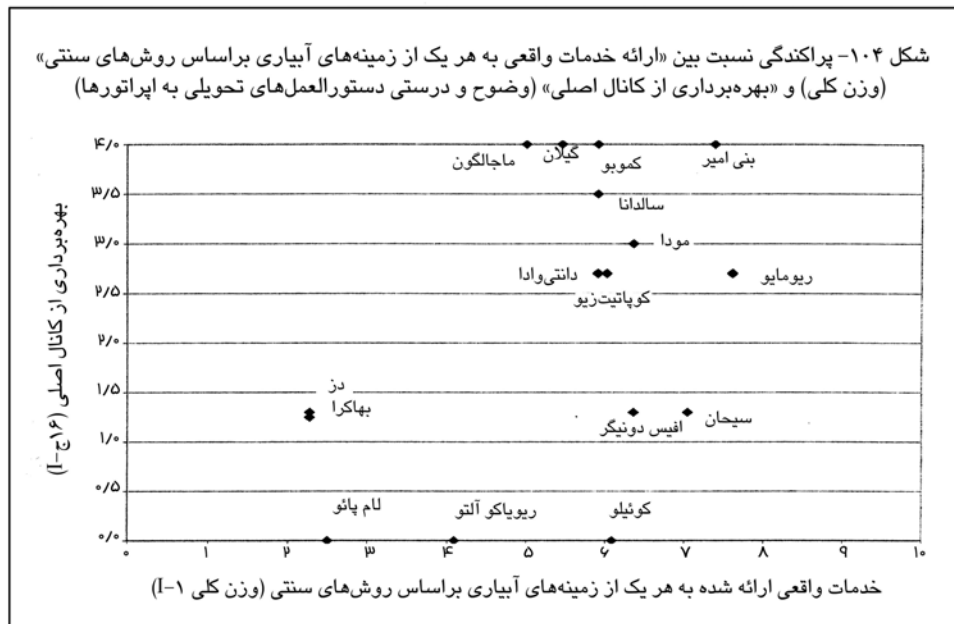 شکل ۱۰۴- پراکندگی نسبت بین «ارائه خدمات واقعی به هر یک از زمینه‌های آبیاری براساس روش‌های سنتی»
(وزن کلی) و «بهره‌برداری از کانال اصلی» (وضوح و درستی دستورالعمل‌های تحویلی به اپراتورها)
بهره‌برداری از کانال اصلی (۱۶ج-I)
۴/۰
بنی امیر
کموبو
گیلان
ماجالگون
۳/۵
سالدانا
۳/۰
مودا
ریومایو
دانتی‌وادا
۲/۵
کوپاتیت‌زیو
۲/۰
۱/۵
دز
بهاکرا
سیحان
افیس دونیگر
۱/۰
۰/۵
کوئیلو
ریویاکو آلتو
لام پائو
۰/۰
۰ ۱ ۲ ۳ ۴ ۵ ۶ ۷ ۸ ۹ ۱۰
خدمات واقعی ارائه شده به هر یک از زمینه‌های آبیاری براساس روش‌های سنتی (وزن کلی ۱-I)